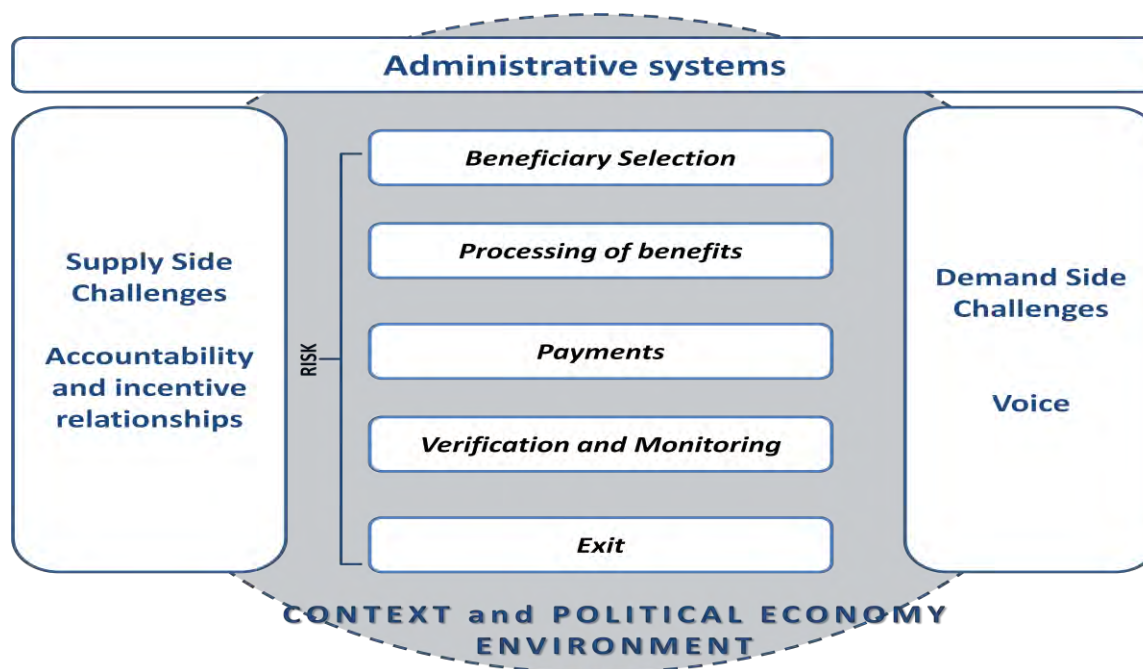 Administrative systems
Supply Side
Challenges
Accountability
and incentive
relationships
RISK
Beneficiary Selection
Processing of benefits
Payments
Verification and Monitoring
Exit
Demand Side
Challenges
Voice
CONTEXT and POLITICAL ECONOMY
ENVIRONMENT